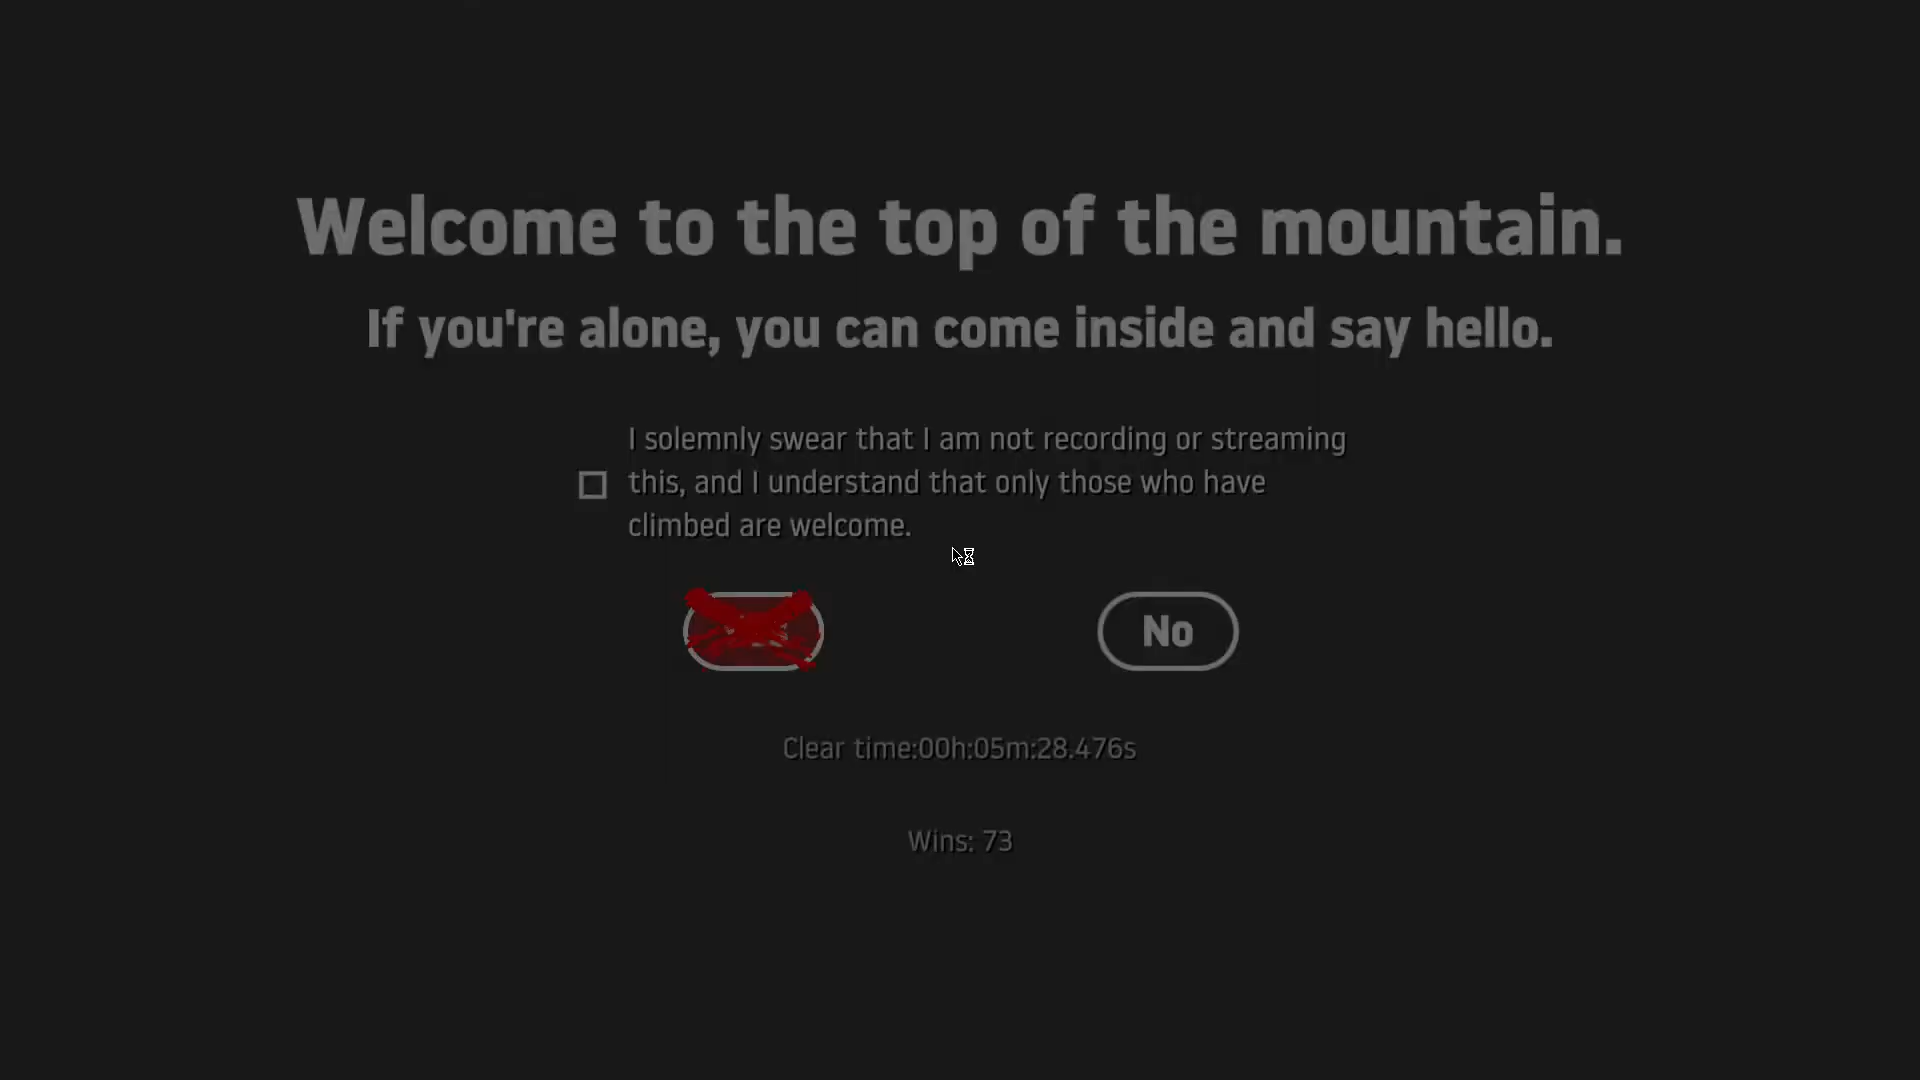 Welcome to the top of the mountain.
If you're alone, you can come inside and say hello.
I solemnly swear that I am not recording or streaming
this, and I understand that only those who have
climbed are welcome.
No
Clear time:00h:05m:28.476s
Wins: 73